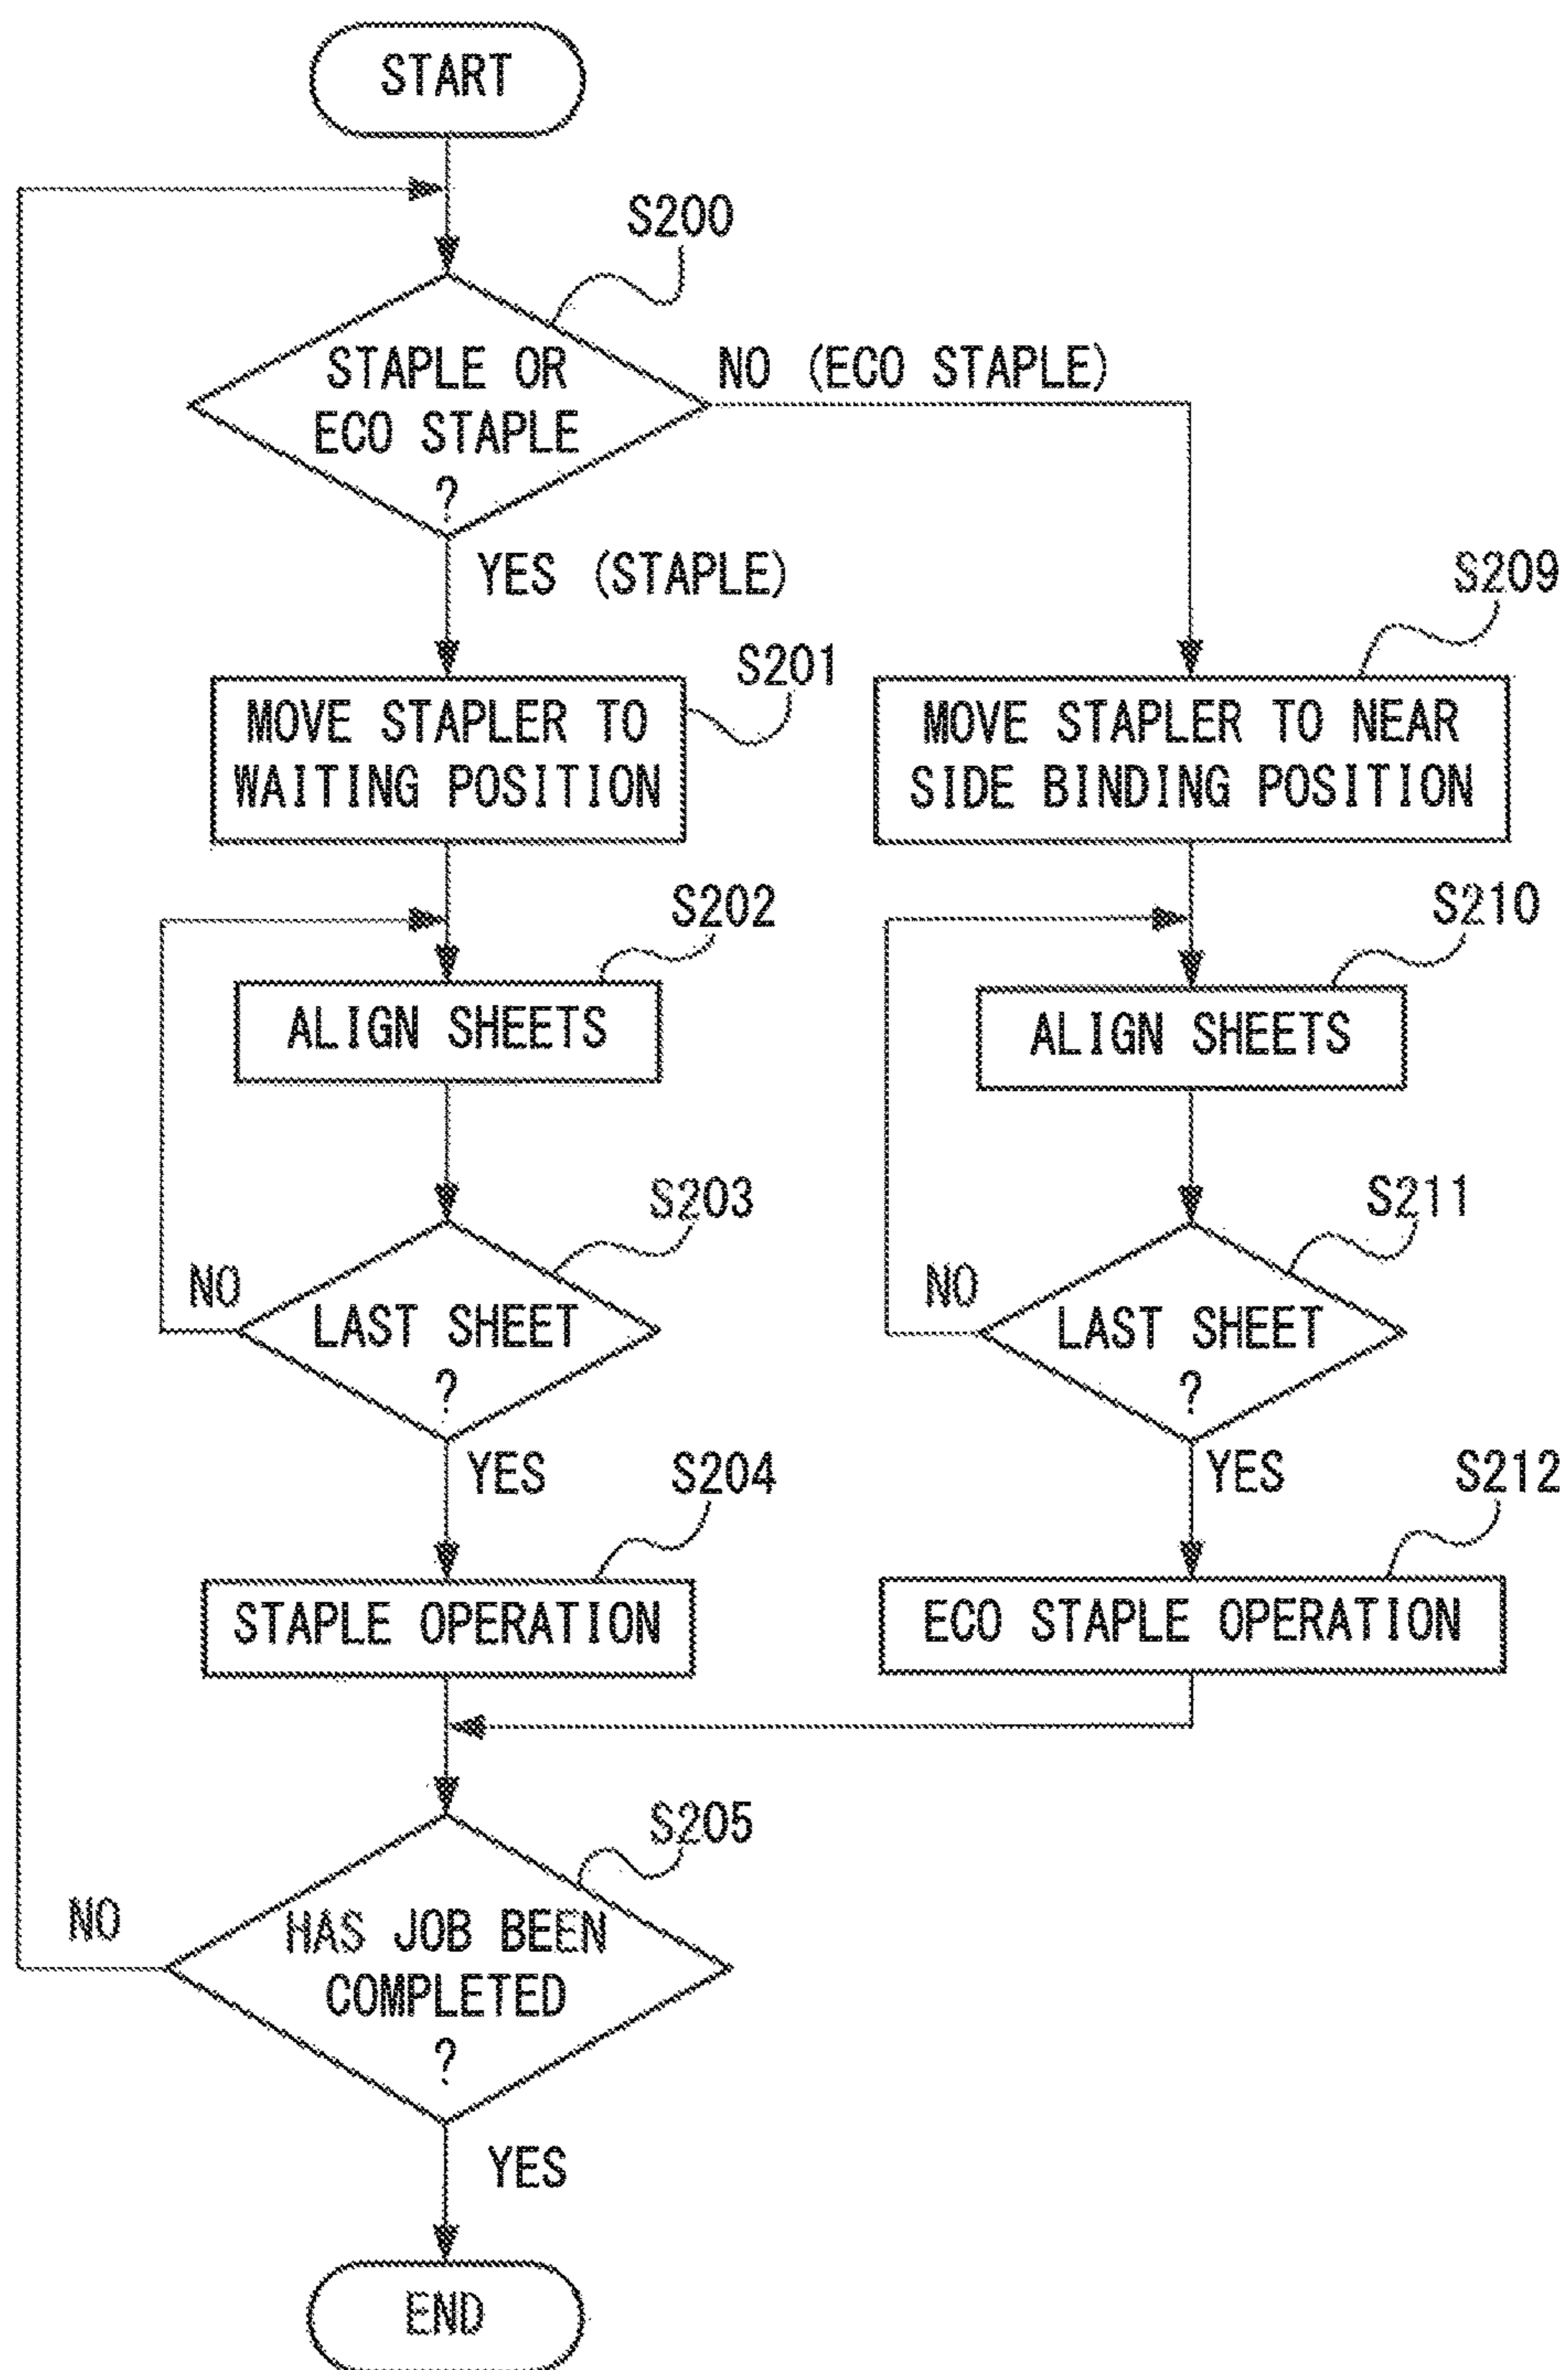 START
S200
STAPLE OR
ECO STAPLE
?
NO (ECO STAPLE)
YES (STAPLE)
S209
S201
MOVE STAPLER TO
WAITING POSITION
MOVE STAPLER TO NEAR
SIDE BINDING POSITION
S202
S210
ALIGN SHEETS
ALIGN SHEETS
S203
S211
NO
LAST SHEET
?
NO
LAST SHEET
?
YES
S204
YES
S212
STAPLE OPERATION
ECO STAPLE OPERATION
S205
NO
HAS JOB BEEN
COMPLETED
?
YES
END